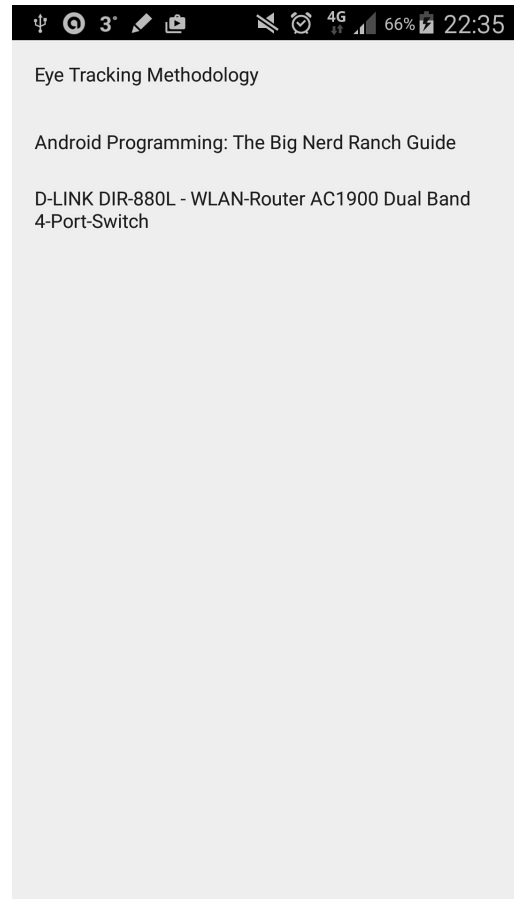 3° 4G 66% 22:35
Eye Tracking Methodology
Android Programming: The Big Nerd Ranch Guide
D-LINK DIR-880L - WLAN-Router AC1900 Dual Band
4-Port-Switch